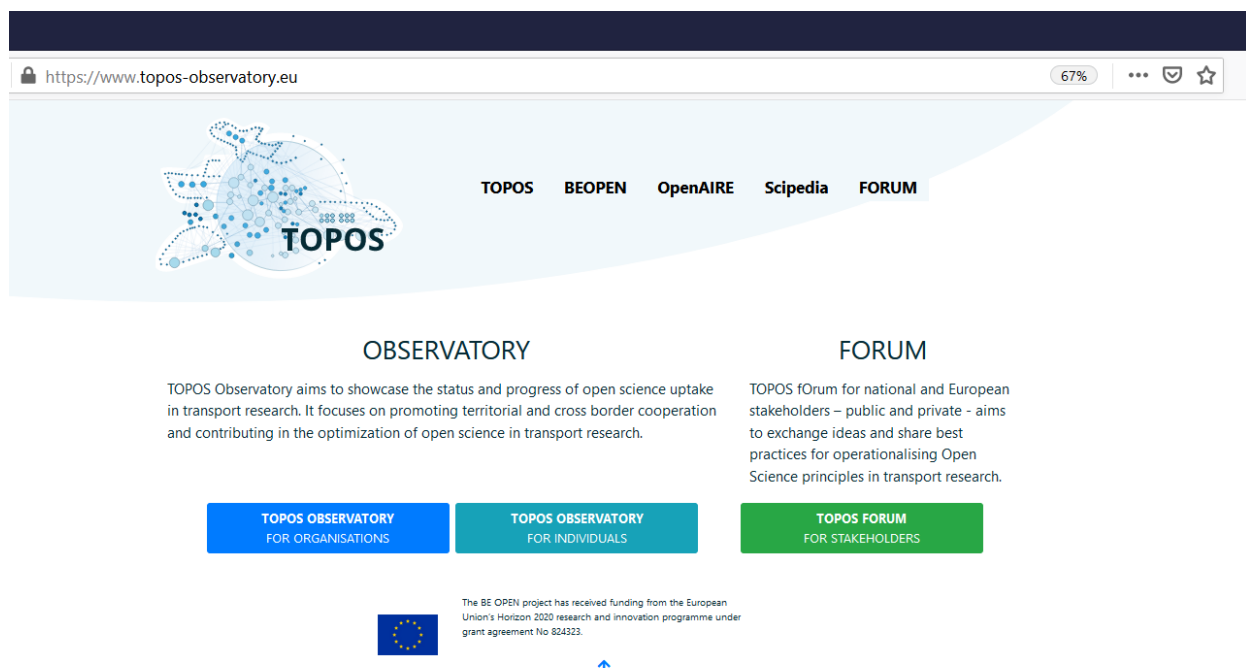 https://www.topos-observatory.eu
67%
TOPOS
TOPOS BEOPEN OpenAIRE Scipedia FORUM
OBSERVATORY
TOPOS Observatory aims to showcase the status and progress of open science uptake
in transport research. It focuses on promoting territorial and cross border cooperation
and contributing in the optimization of open science in transport research.
FORUM
TOPOS fOrum for national and European
stakeholders – public and private - aims
to exchange ideas and share best
practices for operationalising Open
Science principles in transport research.
TOPOS OBSERVATORY
FOR ORGANISATIONS
TOPOS OBSERVATORY
FOR INDIVIDUALS
TOPOS FORUM
FOR STAKEHOLDERS
The BE OPEN project has received funding from the European
Union's Horizon 2020 research and innovation programme under
grant agreement No 824323.